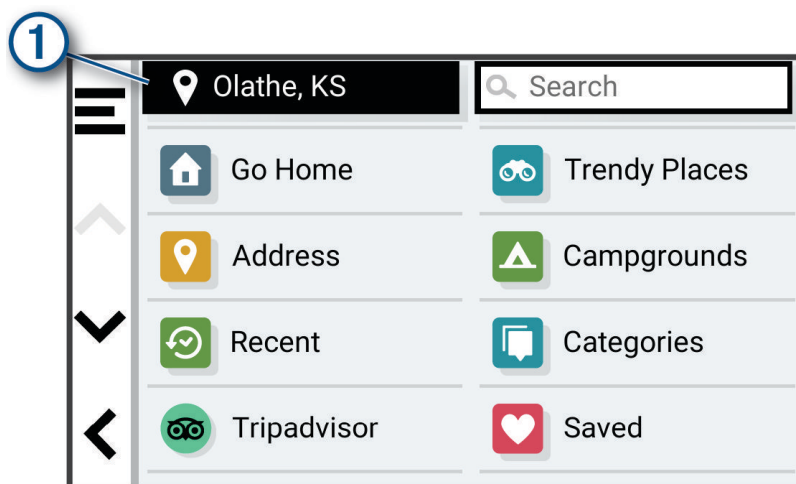 1
Olathe, KS
Search
Go Home
Trendy Places
Address
Campgrounds
Recent
Categories
Tripadvisor
Saved